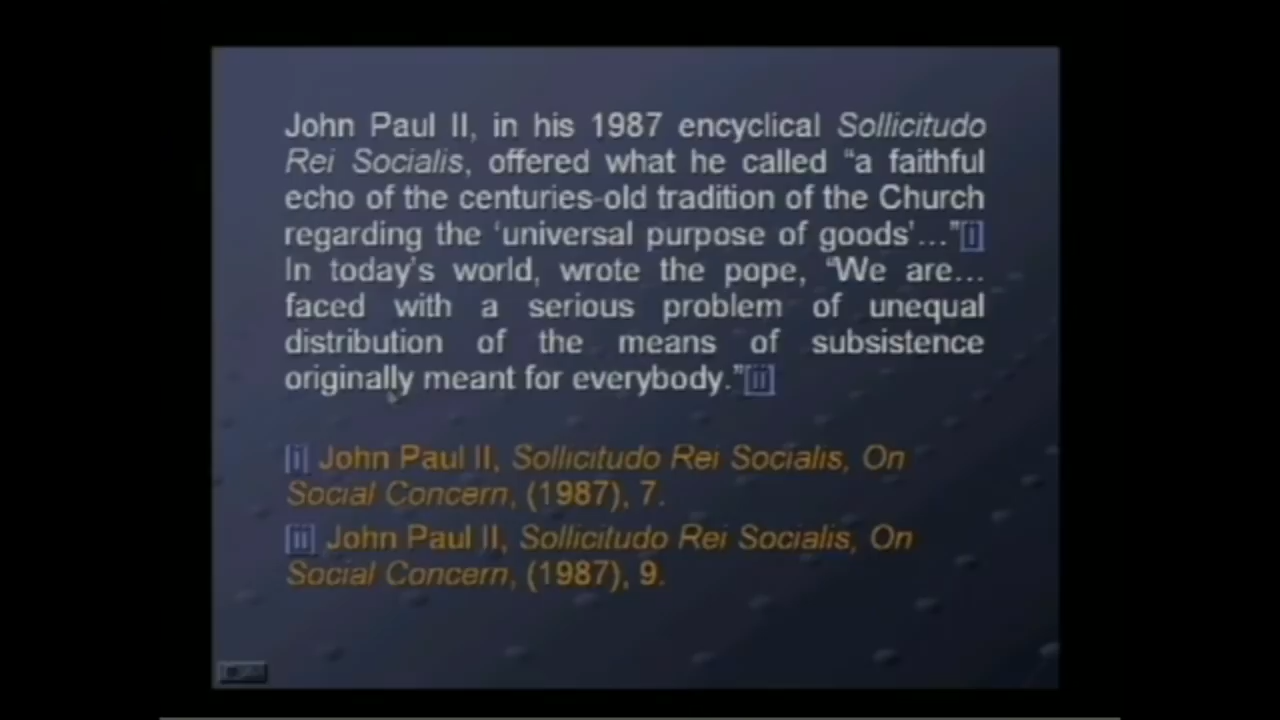 John Paul II, in his 1987 encyclical Sollicitudo
Rei Socialis, offered what he called “a faithful
echo of the centuries-old tradition of the Church
regarding the ‘universal purpose of goods’…”[i]
In today’s world, wrote the pope, “We are…
faced with a serious problem of unequal
distribution of the means of subsistence
originally meant for everybody.”[ii]
[i] John Paul II, Sollicitudo Rei Socialis, On
Social Concern, (1987), 7.
[ii] John Paul II, Sollicitudo Rei Socialis, On
Social Concern, (1987), 9.